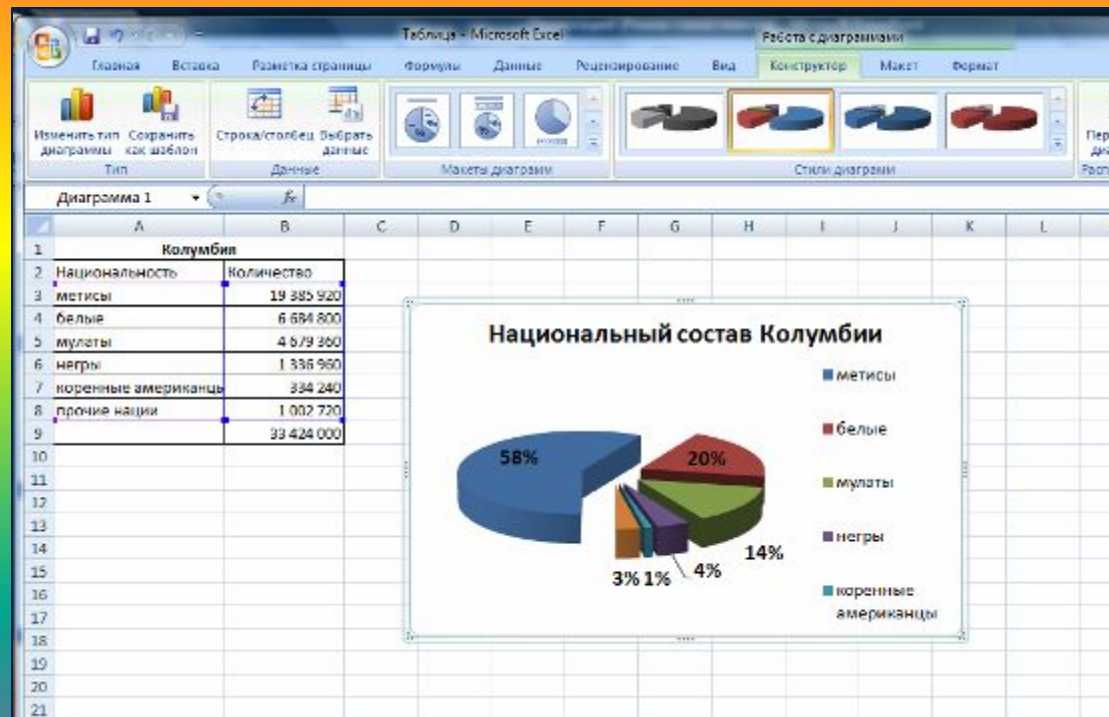 Таблица - Microsoft Excel
Работа с диаграммами
Главная Вставка Разметка страницы Формулы Данные Рецензирование Вид Конструктор Макет Формат
Изменить тип диаграммы
Сохранить как шаблон
Строка/столбец
Выбрать данные
Тип Данные Макеты диаграмм Стили диаграмм
Диаграмма 1 fx
A B C D E F G H I J K L
1 Колумбия
2 Национальность Количество
3 метисы 19 385 920
4 белые 6 684 800
5 мулаты 4 679 360
6 негры 1 336 960
7 коренные американцы 334 240
8 прочие нации 1 002 720
9 33 424 000
10
11
12
13
14
15
16
17
18
19
20
21
Национальный состав Колумбии
58%
20%
14%
4%
1%
3%
метисы
белые
мулаты
негры
коренные
американцы